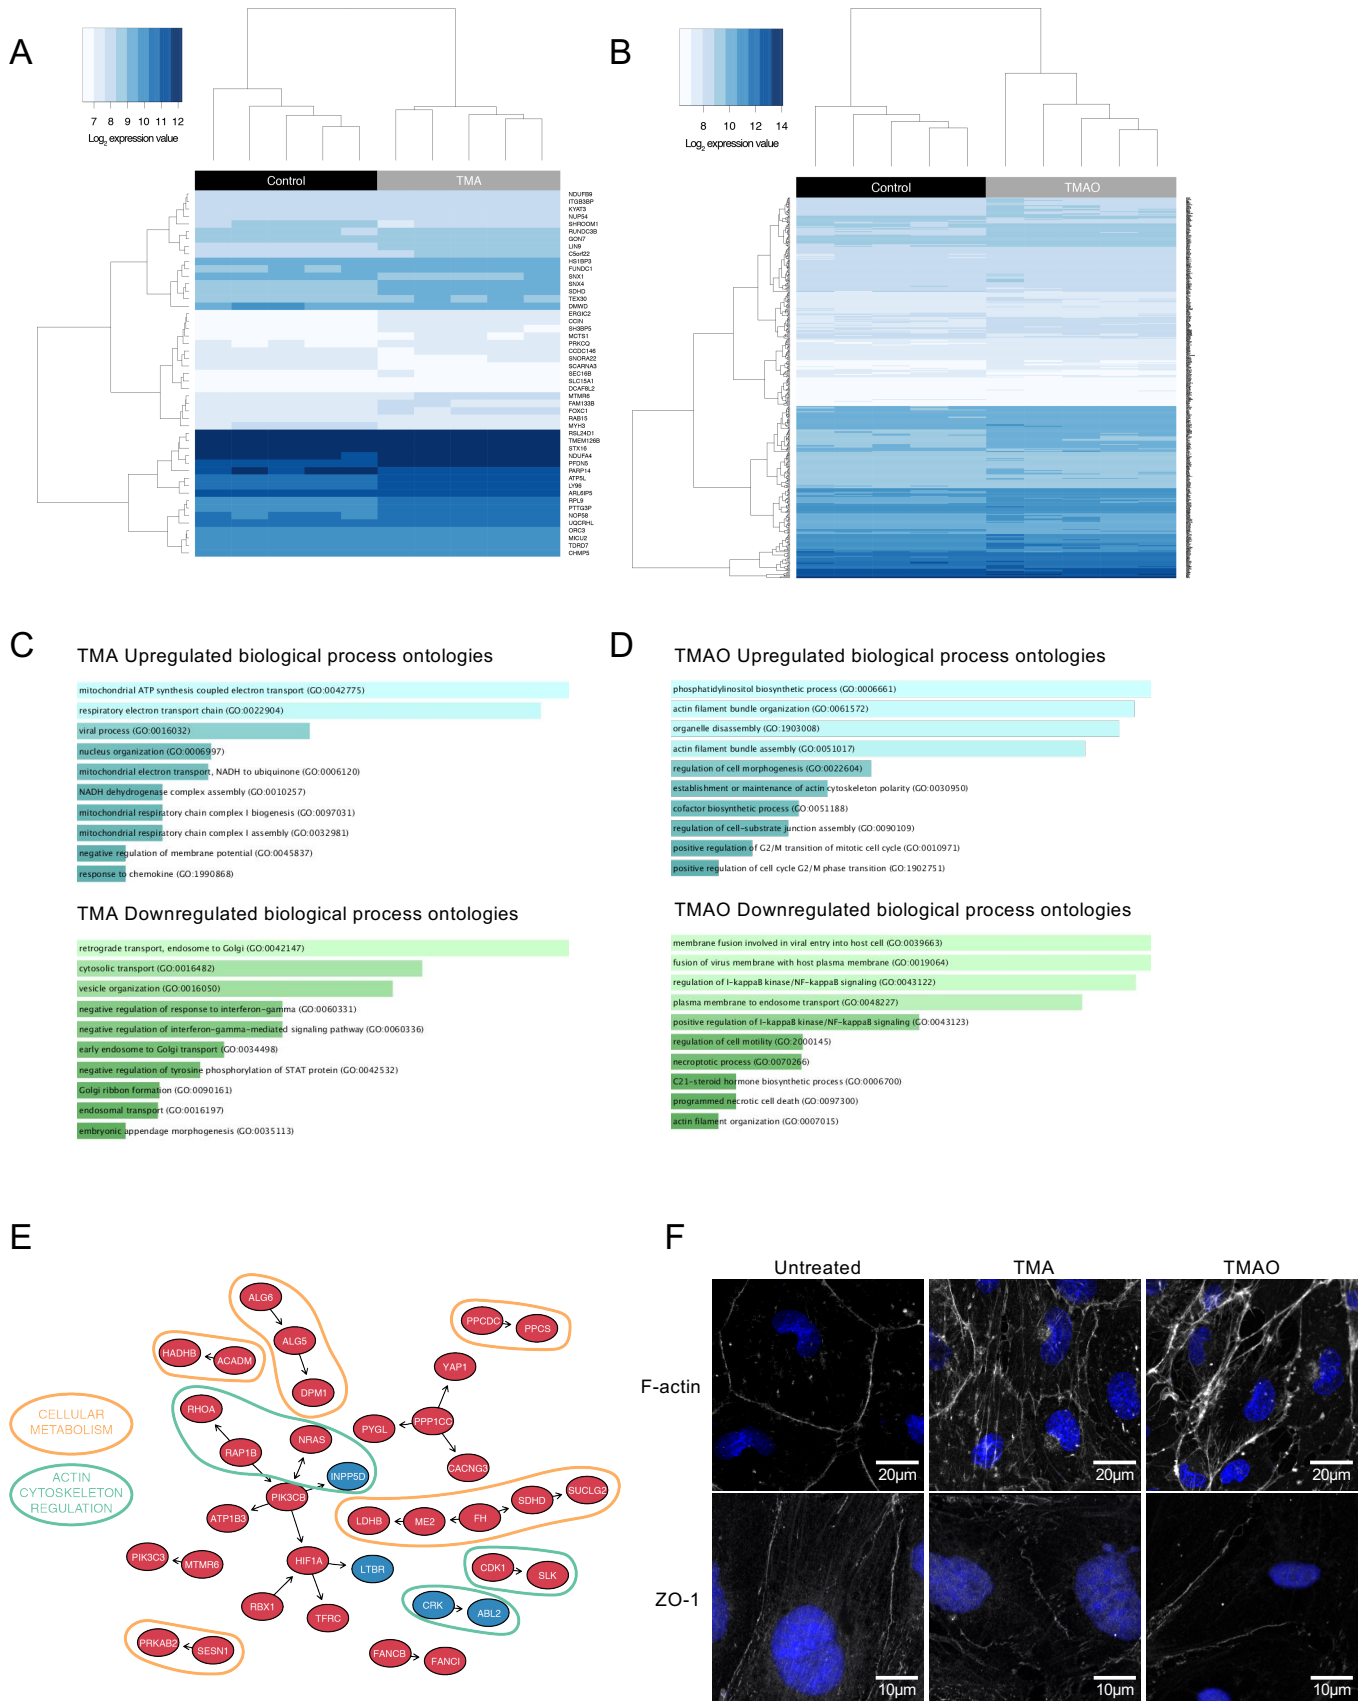 A
7 8 9 10 11 12
Log2 expression value
Control
TMA
NDUFB9
ITGB3BP
KYAT3
NUP54
SHROOM1
RUNDC3B
GON7
LIN9
C5orf22
HS1BP3
FUNDC1
SNX1
SNX4
SDHD
TEX30
DMWD
ERGIC2
CCIN
SH3BP5
MCTS1
PRKCQ
CCDC146
SNORA22
SCARNA3
SEC16B
SLC15A1
DCAF8L2
MTMR6
FAM133B
FOXC1
RAB15
MYH3
RSL24D1
TMEM126B
STX16
NDUFA4
PFDN5
PARP14
ATP5L
LY96
ARL6IP5
RPL9
PTTG3P
NOP58
UQCRHL
ORC3
MICU2
TDRD7
CHMP5
B
8 10 12 14
Log2 expression value
Control
TMAO
C
TMA Upregulated biological process ontologies
mitochondrial ATP synthesis coupled electron transport (GO:0042775)
respiratory electron transport chain (GO:0022904)
viral process (GO:0016032)
nucleus organization (GO:0006997)
mitochondrial electron transport, NADH to ubiquinone (GO:0006120)
NADH dehydrogenase complex assembly (GO:0010257)
mitochondrial respiratory chain complex I biogenesis (GO:0097031)
mitochondrial respiratory chain complex I assembly (GO:0032981)
negative regulation of membrane potential (GO:0045837)
response to chemokine (GO:1990868)
TMA Downregulated biological process ontologies
retrograde transport, endosome to Golgi (GO:0042147)
cytosolic transport (GO:0016482)
vesicle organization (GO:0016050)
negative regulation of response to interferon-gamma (GO:0060331)
negative regulation of interferon-gamma-mediated signaling pathway (GO:0060336)
early endosome to Golgi transport (GO:0034498)
negative regulation of tyrosine phosphorylation of STAT protein (GO:0042532)
Golgi ribbon formation (GO:0090161)
endosomal transport (GO:0016197)
embryonic appendage morphogenesis (GO:0035113)
D
TMAO Upregulated biological process ontologies
phosphatidylinositol biosynthetic process (GO:0006661)
actin filament bundle organization (GO:0061572)
organelle disassembly (GO:1903008)
actin filament bundle assembly (GO:0051017)
regulation of cell morphogenesis (GO:0022604)
establishment or maintenance of actin cytoskeleton polarity (GO:0030950)
cofactor biosynthetic process (GO:0051188)
regulation of cell-substrate junction assembly (GO:0090109)
positive regulation of G2/M transition of mitotic cell cycle (GO:0010971)
positive regulation of cell cycle G2/M phase transition (GO:1902751)
TMAO Downregulated biological process ontologies
membrane fusion involved in viral entry into host cell (GO:0039663)
fusion of virus membrane with host plasma membrane (GO:0019064)
regulation of I-kappaB kinase/NF-kappaB signaling (GO:0043122)
plasma membrane to endosome transport (GO:0048227)
positive regulation of I-kappaB kinase/NF-kappaB signaling (GO:0043123)
regulation of cell motility (GO:2000145)
necroptotic process (GO:0070266)
C21-steroid hormone biosynthetic process (GO:0006700)
programmed necrotic cell death (GO:0097300)
actin filament organization (GO:0007015)
E
CELLULAR
METABOLISM
ACTIN
CYTOSKELETON
REGULATION
ALG6
ALG5
DPM1
HADHB
ACADM
PPCDC
PPCS
YAP1
PYGL
PPP1CC
CACNG3
RHOA
RAP1B
NRAS
INPP5D
PIK3CB
ATP1B3
LDHB
ME2
FH
SDHD
SUCLG2
PIK3C3
MTMR6
HIF1A
LTBR
RBX1
TFRC
CDK1
SLK
CRK
ABL2
PRKAB2
SESN1
FANCB
FANCI
F
Untreated
TMA
TMAO
F-actin
20µm
20µm
20µm
ZO-1
10µm
10µm
10µm